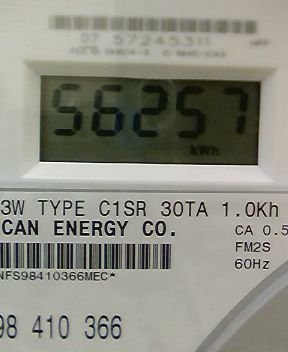 07 57245311
56257
kWh
3W TYPE C1SR 30TA 1.0Kh
CAN ENERGY CO.
CA 0.5
FM2S
NFS98410366MEC*
60Hz
98 410 366